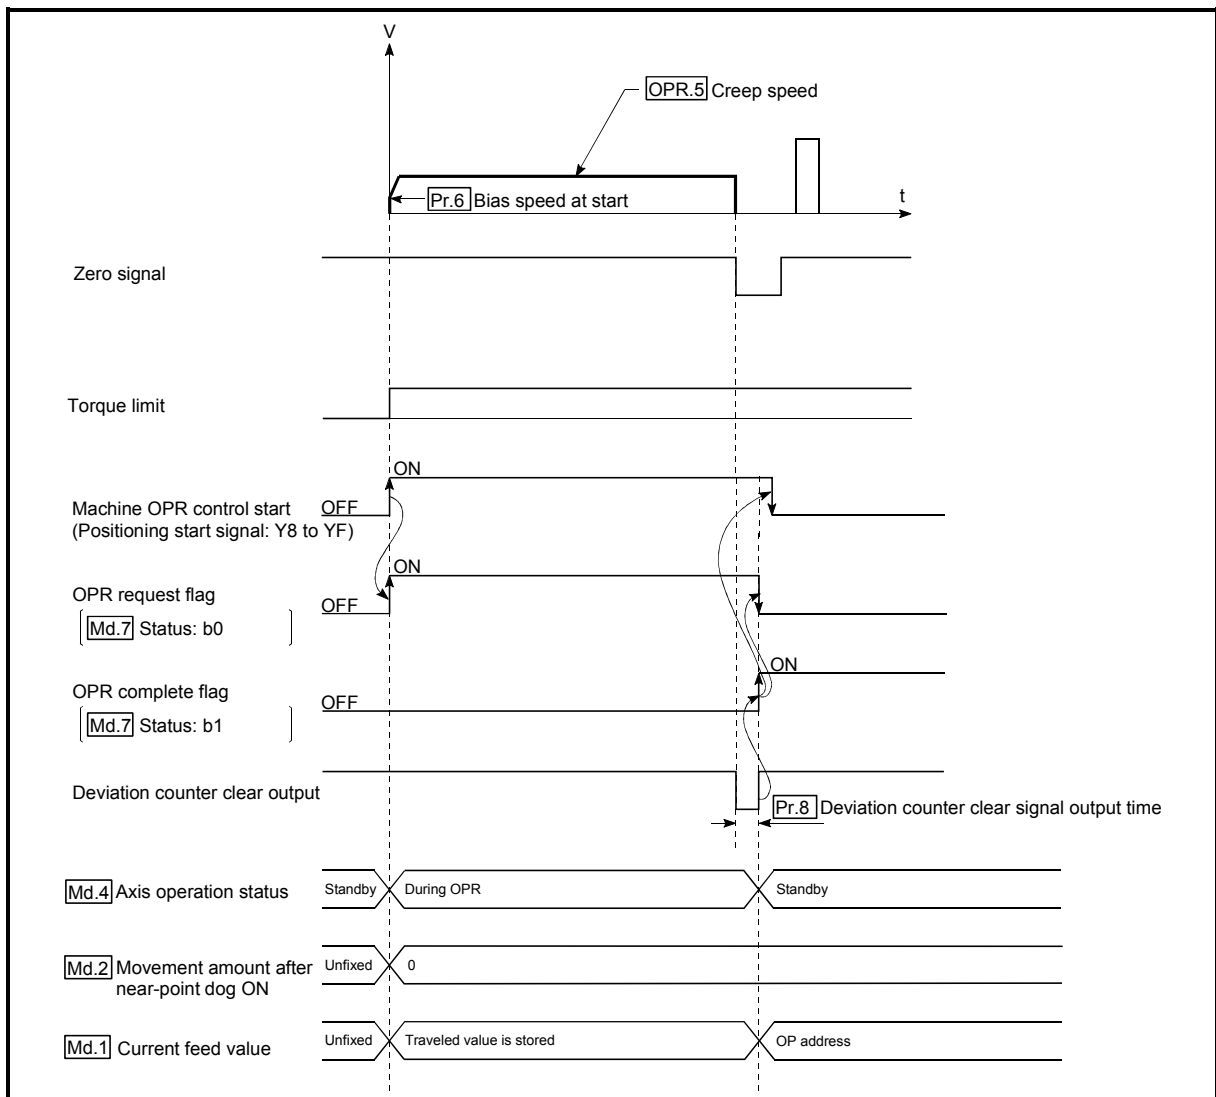 V
OPR.5 Creep speed
Pr.6 Bias speed at start
t
Zero signal
Torque limit
ON
Machine OPR control start
(Positioning start signal: Y8 to YF)
OFF
ON
OPR request flag
OFF
Md.7 Status: b0
ON
OPR complete flag
OFF
Md.7 Status: b1
Deviation counter clear output
Pr.8 Deviation counter clear signal output time
Md.4 Axis operation status
Standby
During OPR
Standby
Md.2 Movement amount after
near-point dog ON
Unfixed
0
Md.1 Current feed value
Unfixed
Traveled value is stored
OP address